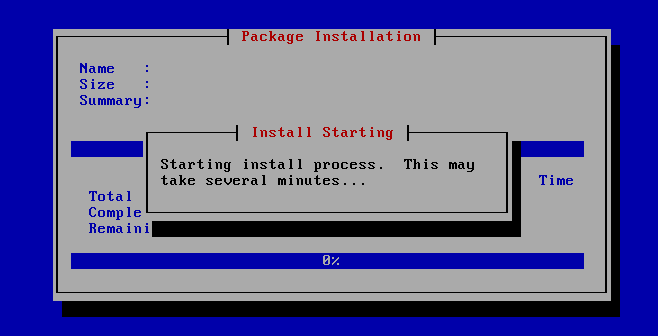 Package Installation
Name :
Size :
Summary:
Install Starting
Starting install process. This may
take several minutes...
Time
Total
Comple
Remaini
0%